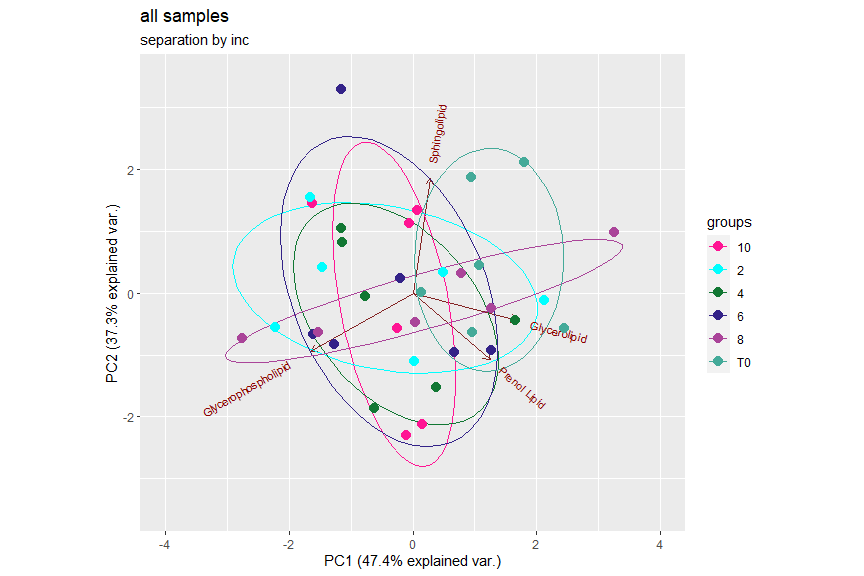 all samples
separation by inc
PC2 (37.3% explained var.)
2
0
-2
Sphingolipid
Glycerolipid
Prenol Lipid
Glycerophospholipid
-4
-2
0
2
4
PC1 (47.4% explained var.)
groups
10
2
4
6
8
T0